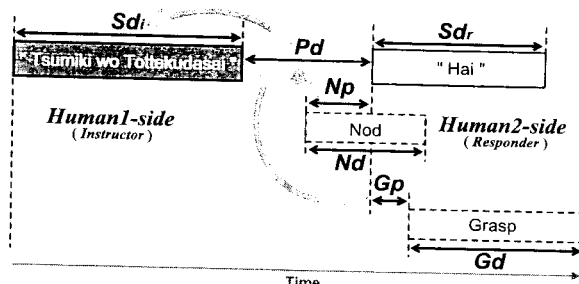 Sdi
Pd
Sdr
"Tsumiki wo Tottekudasai"
" Hai "
Np
Human1-side
( Instructor )
Nod
Human2-side
( Responder )
Nd
Gp
Grasp
Gd
Time